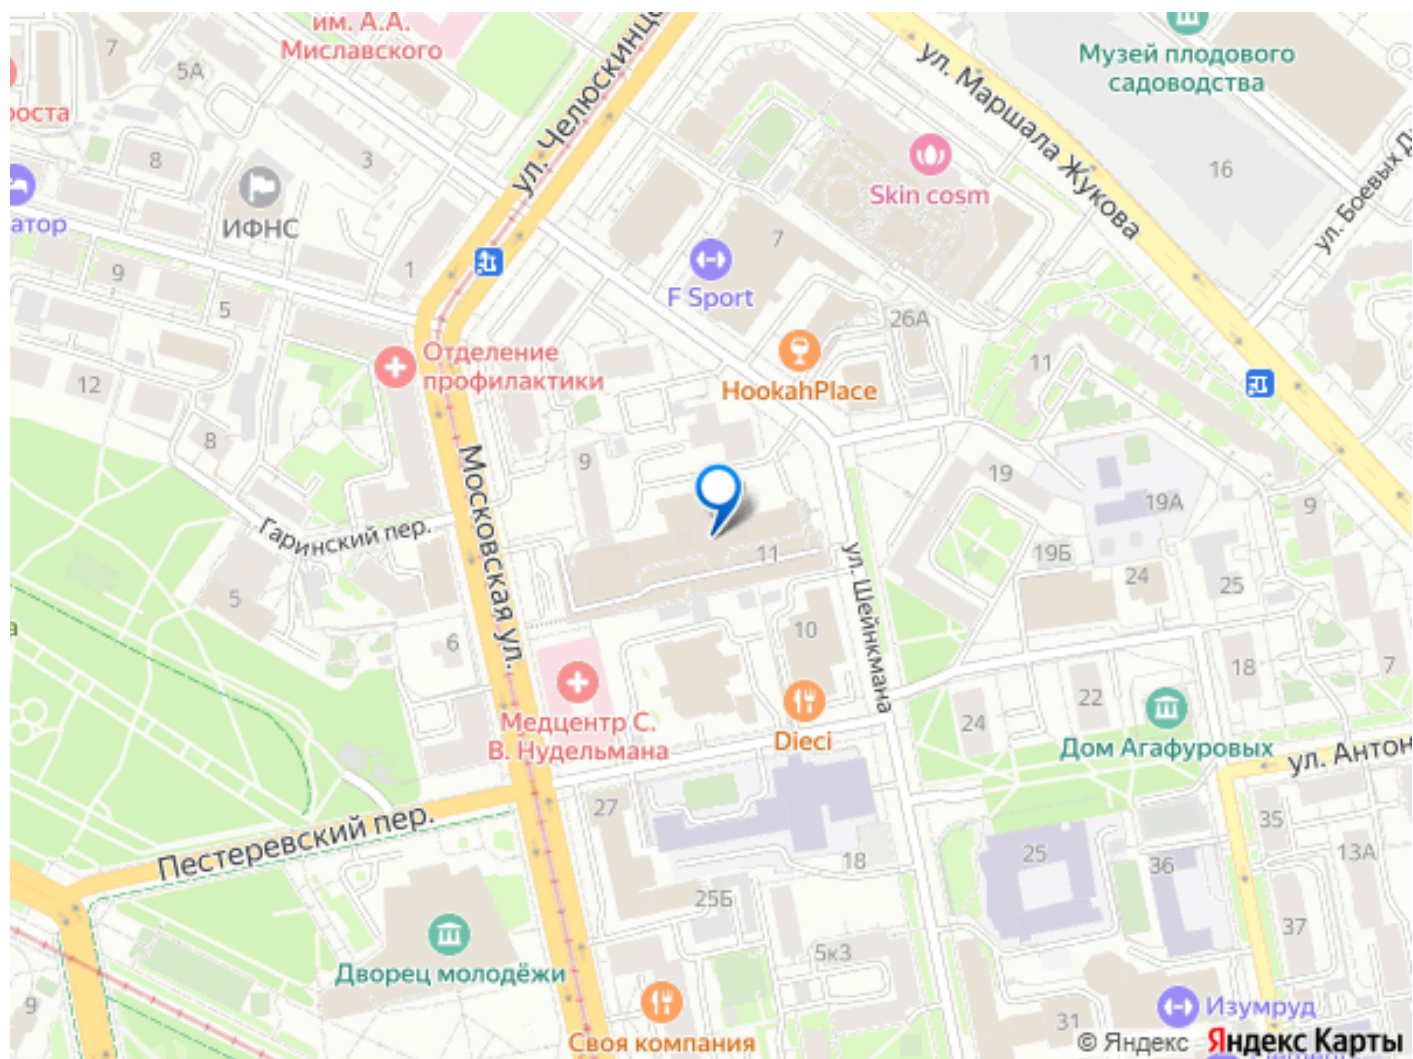 им. А.А.
Миславского
7
5А
роста
8
3
ул. Челюскинцев
ИФНС
атор
9
1
5
Отделение
профилактики
12
8
Музей плодового
садоводства
ул. Маршала Жукова
16
Skin cosm
ул. Боевых Д
7
F Sport
26А
HookahPlace
11
9
19
19А
9
Гаринский пер.
Московская ул.
11
ул. Шейнкмана
19Б
24
25
5
6
10
18
7
Медцентр С.
В. Нудельмана
Dieci
24
22
Дом Агафуровых
ул. Антон
Пестеревский пер.
27
18
25
36
35
13А
25Б
37
5к3
Дворец молодёжи
9
Своя компания
31
Изумруд
© Яндекс Яндекс Карты